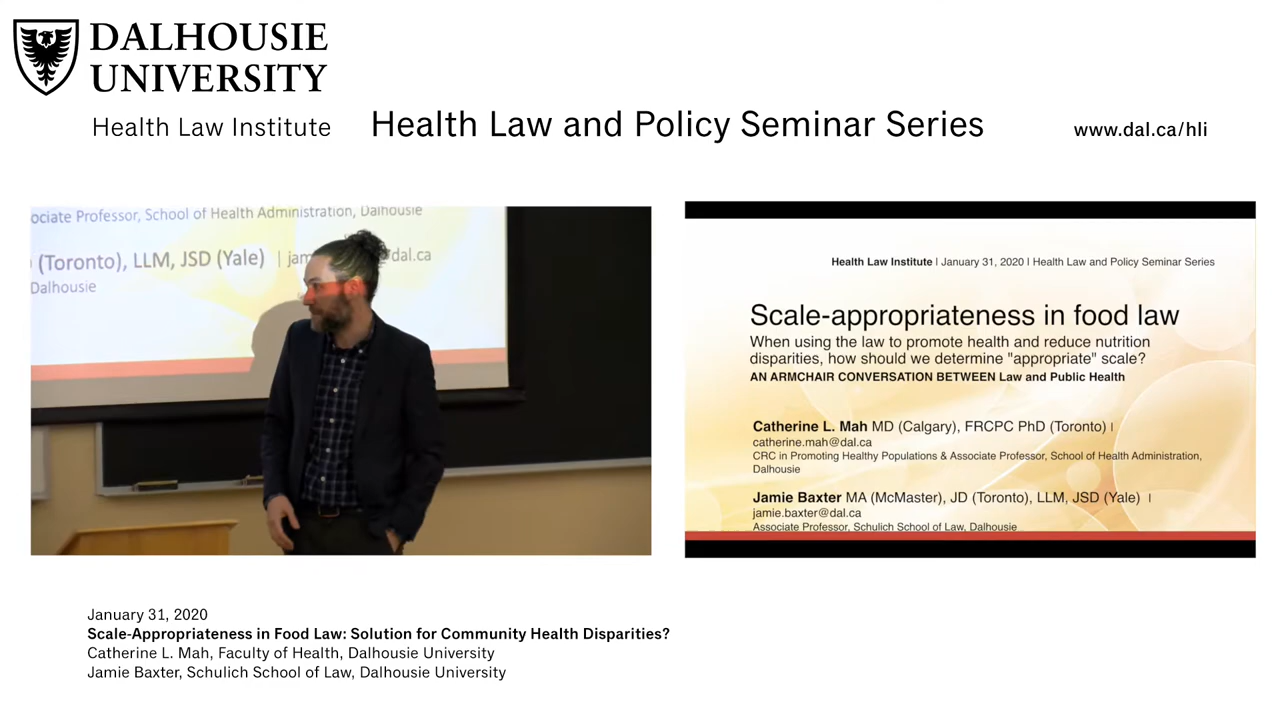 DALHOUSIE
UNIVERSITY
Health Law Institute
Health Law and Policy Seminar Series
www.dal.ca/hli
ociate Professor, School of Health Administration, Dalhousie
(Toronto), LLM, JSD (Yale) | jam
dal.ca
Dalhousie
Health Law Institute | January 31, 2020 | Health Law and Policy Seminar Series
Scale-appropriateness in food law
When using the law to promote health and reduce nutrition
disparities, how should we determine "appropriate" scale?
AN ARMCHAIR CONVERSATION BETWEEN Law and Public Health
Catherine L. Mah MD (Calgary), FRCPC PhD (Toronto) |
catherine.mah@dal.ca
CRC in Promoting Healthy Populations & Associate Professor, School of Health Administration,
Dalhousie
Jamie Baxter MA (McMaster), JD (Toronto), LLM, JSD (Yale) |
jamie.baxter@dal.ca
Associate Professor, Schulich School of Law, Dalhousie
January 31, 2020
Scale-Appropriateness in Food Law: Solution for Community Health Disparities?
Catherine L. Mah, Faculty of Health, Dalhousie University
Jamie Baxter, Schulich School of Law, Dalhousie University